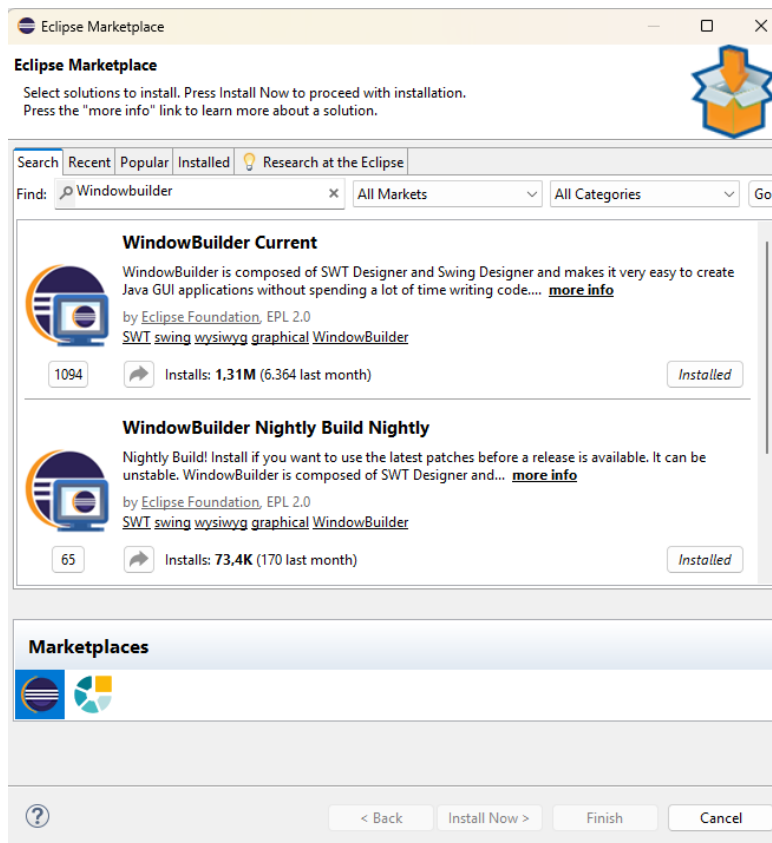 Eclipse Marketplace
Eclipse Marketplace
Select solutions to install. Press Install Now to proceed with installation.
Press the "more info" link to learn more about a solution.
Search Recent Popular Installed Research at the Eclipse
Find: Windowbuilder All Markets All Categories Go
WindowBuilder Current
WindowBuilder is composed of SWT Designer and Swing Designer and makes it very easy to create
Java GUI applications without spending a lot of time writing code.... more info
by Eclipse Foundation, EPL 2.0
SWT swing wysiwyg graphical WindowBuilder
1094 Installs: 1,31M (6.364 last month) Installed
WindowBuilder Nightly Build Nightly
Nightly Build! Install if you want to use the latest patches before a release is available. It can be
unstable. WindowBuilder is composed of SWT Designer and... more info
by Eclipse Foundation, EPL 2.0
SWT swing wysiwyg graphical WindowBuilder
65 Installs: 73,4K (170 last month) Installed
Marketplaces
? < Back Install Now > Finish Cancel